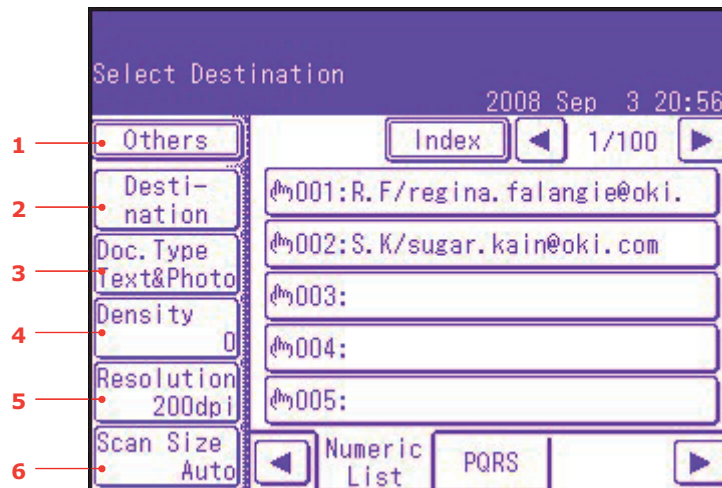 Select Destination
2008 Sep 3 20:56
1 Others
Index 1/100
2 Desti-
nation
001:R.F/regina.falangie@oki.
002:S.K/sugar.kain@oki.com
3 Doc.Type
Text&Photo
003:
4 Density
0
004:
5 Resolution
200dpi
005:
6 Scan Size
Auto
Numeric
List
PQRS